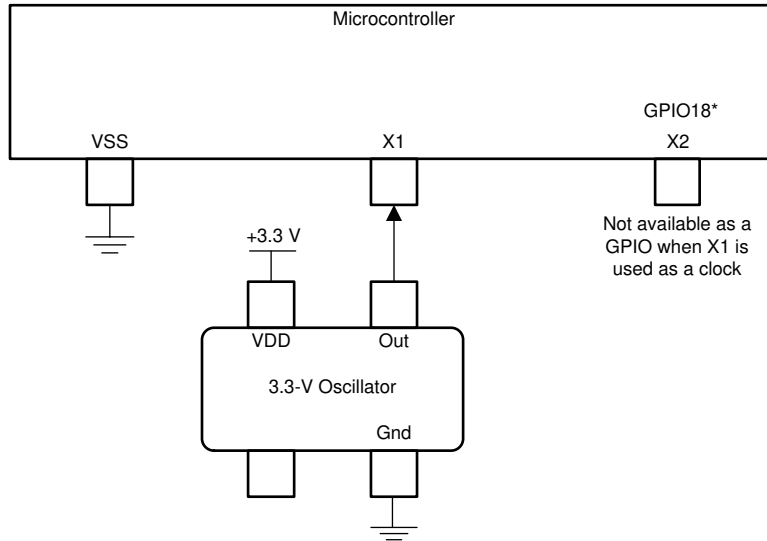 Microcontroller
GPIO18*
VSS
X1
X2
Not available as a
GPIO when X1 is
used as a clock
+3.3 V
VDD
Out
3.3-V Oscillator
Gnd